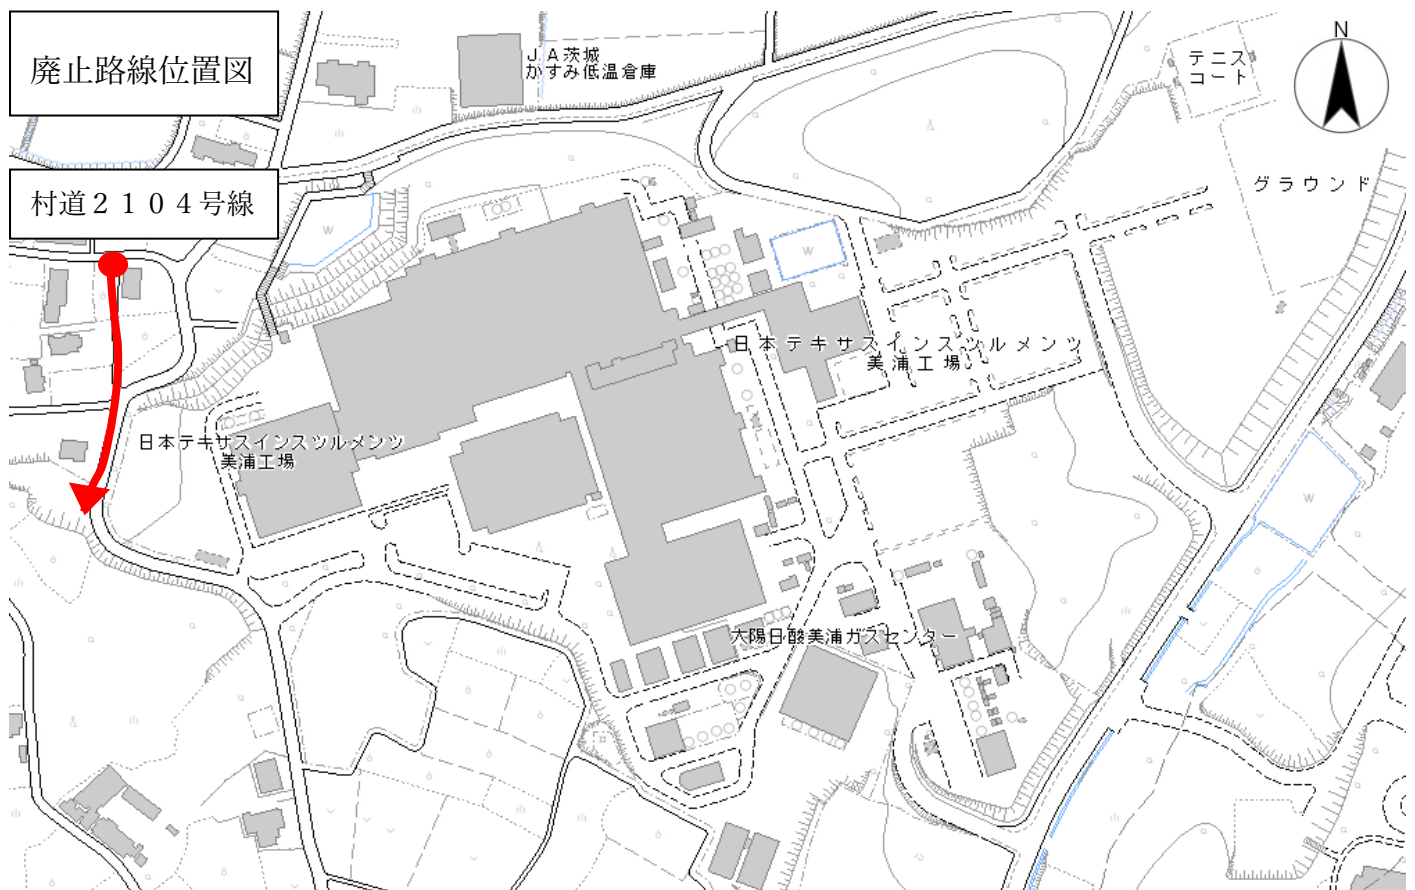 廃止路線位置図
村道２１０４号線
ＪＡ茨城
かすみ低温倉庫
テニス
コート
N
グラウンド
日本テキサスインスツルメンツ
美浦工場
日本テキサスインスツルメンツ
美浦工場
大陽日酸美浦ガスセンター